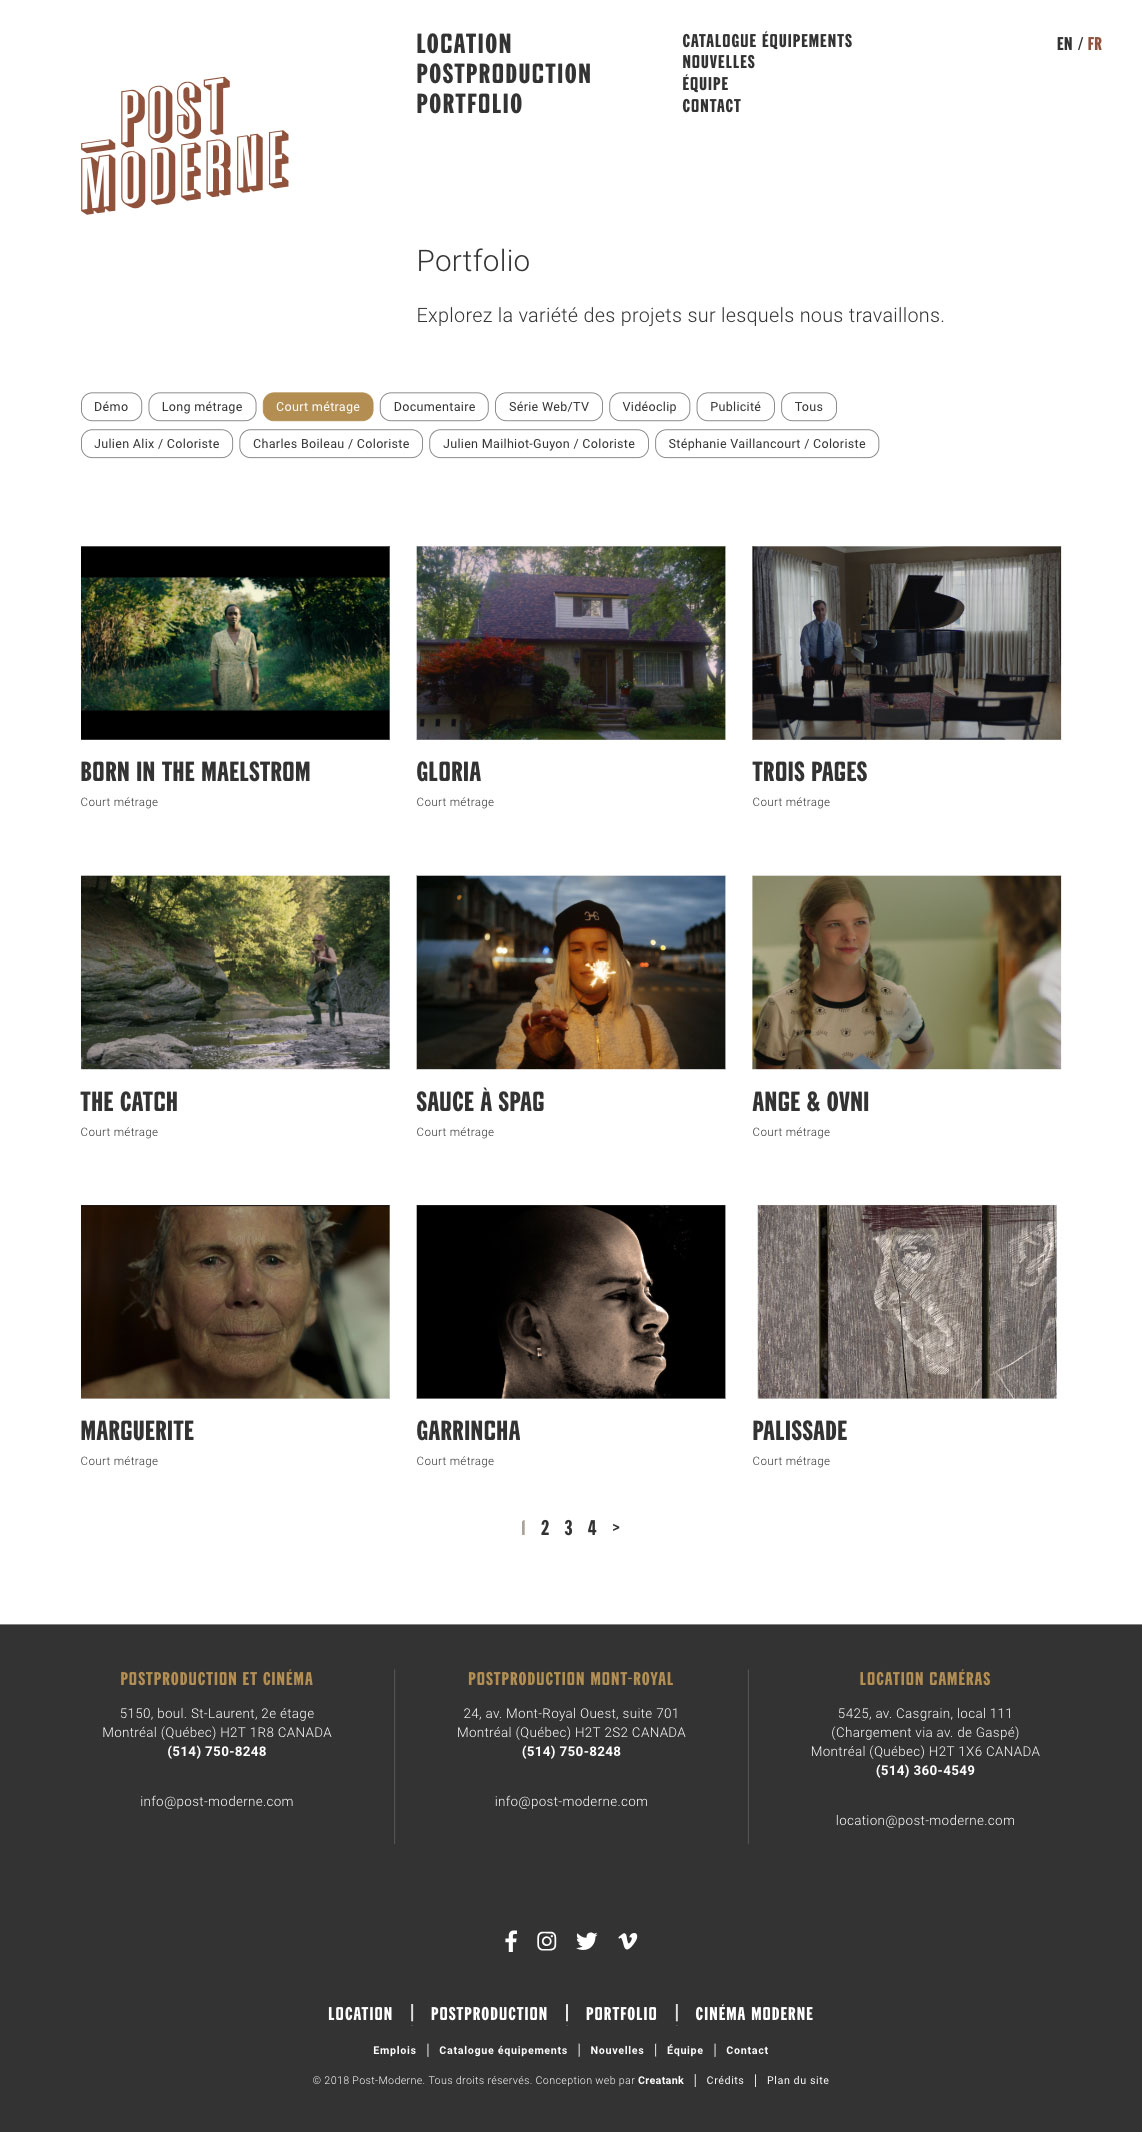 LOCATION
POSTPRODUCTION
PORTFOLIO
CATALOGUE ÉQUIPEMENTS
NOUVELLES
ÉQUIPE
CONTACT
EN / FR
POST
MODERNE
Portfolio
Explorez la variété des projets sur lesquels nous travaillons.
Démo
Long métrage
Court métrage
Documentaire
Série Web/TV
Vidéoclip
Publicité
Tous
Julien Alix / Coloriste
Charles Boileau / Coloriste
Julien Mailhiot-Guyon / Coloriste
Stéphanie Vaillancourt / Coloriste
BORN IN THE MAELSTROM
Court métrage
GLORIA
Court métrage
TROIS PAGES
Court métrage
THE CATCH
Court métrage
SAUCE À SPAG
Court métrage
ANGE & OVNI
Court métrage
MARGUERITE
Court métrage
GARRINCHA
Court métrage
PALISSADE
Court métrage
1 2 3 4 >
POSTPRODUCTION ET CINÉMA
5150, boul. St-Laurent, 2e étage
Montréal (Québec) H2T 1R8 CANADA
(514) 750-8248
info@post-moderne.com
POSTPRODUCTION MONT-ROYAL
24, av. Mont-Royal Ouest, suite 701
Montréal (Québec) H2T 2S2 CANADA
(514) 750-8248
info@post-moderne.com
LOCATION CAMÉRAS
5425, av. Casgrain, local 111
(Chargement via av. de Gaspé)
Montréal (Québec) H2T 1X6 CANADA
(514) 360-4549
location@post-moderne.com
LOCATION | POSTPRODUCTION | PORTFOLIO | CINÉMA MODERNE
Emplois | Catalogue équipements | Nouvelles | Équipe | Contact
© 2018 Post-Moderne. Tous droits réservés. Conception web par Creatank | Crédits | Plan du site